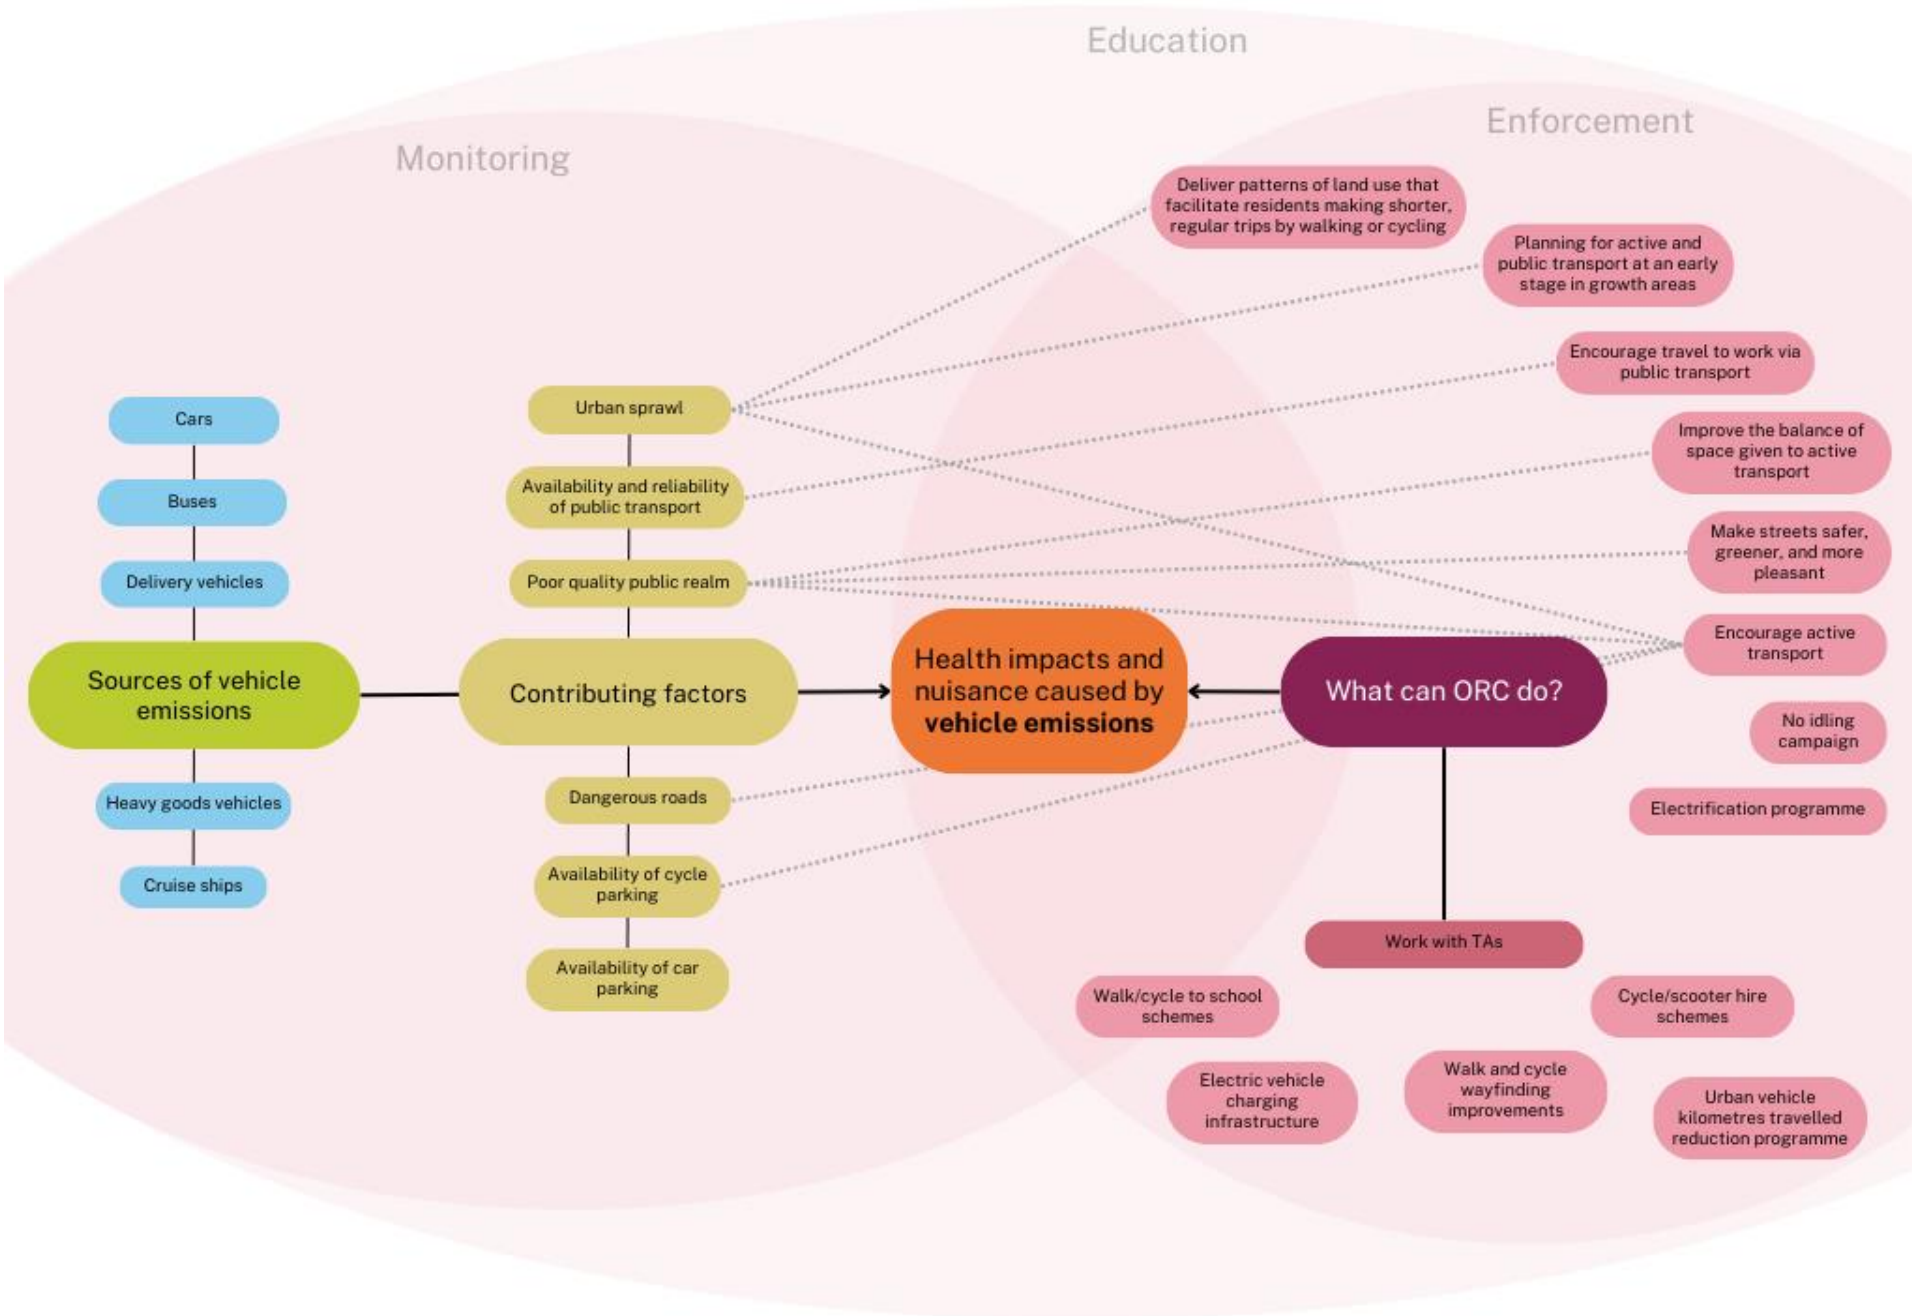 Education
Enforcement
Monitoring
Deliver patterns of land use that
facilitate residents making shorter,
regular trips by walking or cycling
Planning for active and
public transport at an early
stage in growth areas
Encourage travel to work via
public transport
Improve the balance of
space given to active
transport
Make streets safer,
greener, and more
pleasant
Encourage active
transport
No idling
campaign
Electrification programme
Cars
Buses
Delivery vehicles
Sources of vehicle
emissions
Heavy goods vehicles
Cruise ships
Urban sprawl
Availability and reliability
of public transport
Poor quality public realm
Contributing factors
Dangerous roads
Availability of cycle
parking
Availability of car
parking
Health impacts and
nuisance caused by
vehicle emissions
What can ORC do?
Work with TAs
Walk/cycle to school
schemes
Cycle/scooter hire
schemes
Electric vehicle
charging
infrastructure
Walk and cycle
wayfinding
improvements
Urban vehicle
kilometres travelled
reduction programme